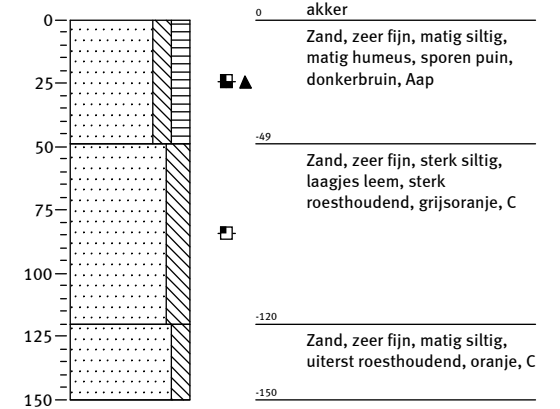 0
25
50
75
100
125
150
0
akker
Zand, zeer fijn, matig siltig,
matig humeus, sporen puin,
donkerbruin, Aap
-49
Zand, zeer fijn, sterk siltig,
laagjes leem, sterk
roesthoudend, grijsoranje, C
-120
Zand, zeer fijn, matig siltig,
uiterst roesthoudend, oranje, C
-150